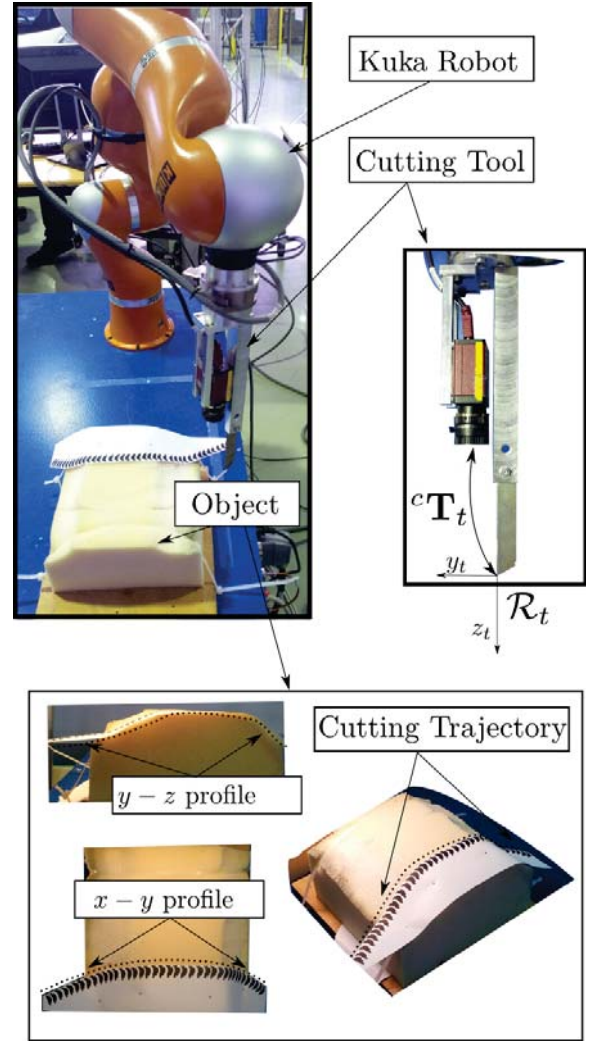 Kuka Robot
Cutting Tool
Object
ᶜ𝐓ₜ
yₜ
ℛₜ
zₜ
Cutting Trajectory
y − z profile
x − y profile